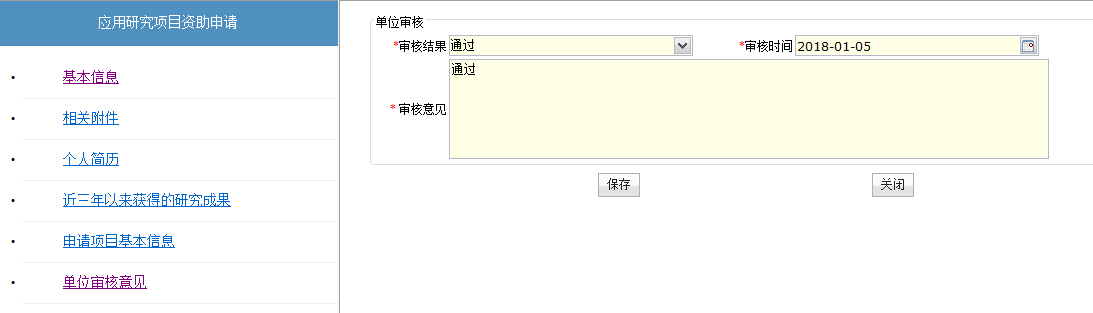 应用研究项目资助申请
基本信息
相关附件
个人简历
近三年以来获得的研究成果
申请项目基本信息
单位审核意见
单位审核
*审核结果 通过 *审核时间 2018-01-05
* 审核意见 通过
保存 关闭